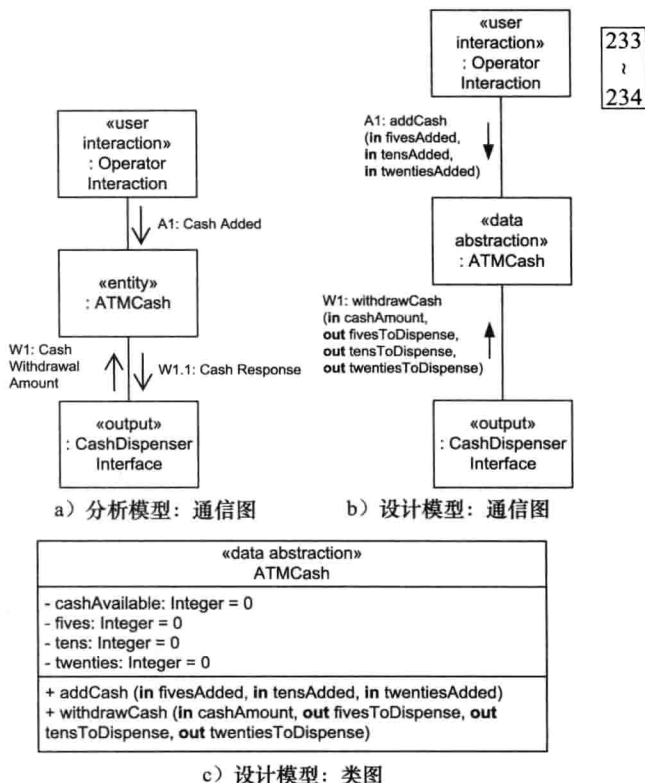 «user
interaction»
: Operator
Interaction
A1: Cash Added
«entity»
: ATMCash
W1: Cash
Withdrawal
Amount
W1.1: Cash Response
«output»
: CashDispenser
Interface
a）分析模型：通信图
«user
interaction»
: Operator
Interaction
233
~
234
A1: addCash
(in fivesAdded,
in tensAdded,
in twentiesAdded)
«data
abstraction»
: ATMCash
W1: withdrawCash
(in cashAmount,
out fivesToDispense,
out tensToDispense,
out twentiesToDispense)
«output»
: CashDispenser
Interface
b）设计模型：通信图
«data abstraction»
ATMCash
- cashAvailable: Integer = 0
- fives: Integer = 0
- tens: Integer = 0
- twenties: Integer = 0
+ addCash (in fivesAdded, in tensAdded, in twentiesAdded)
+ withdrawCash (in cashAmount, out fivesToDispense, out
tensToDispense, out twentiesToDispense)
c）设计模型：类图